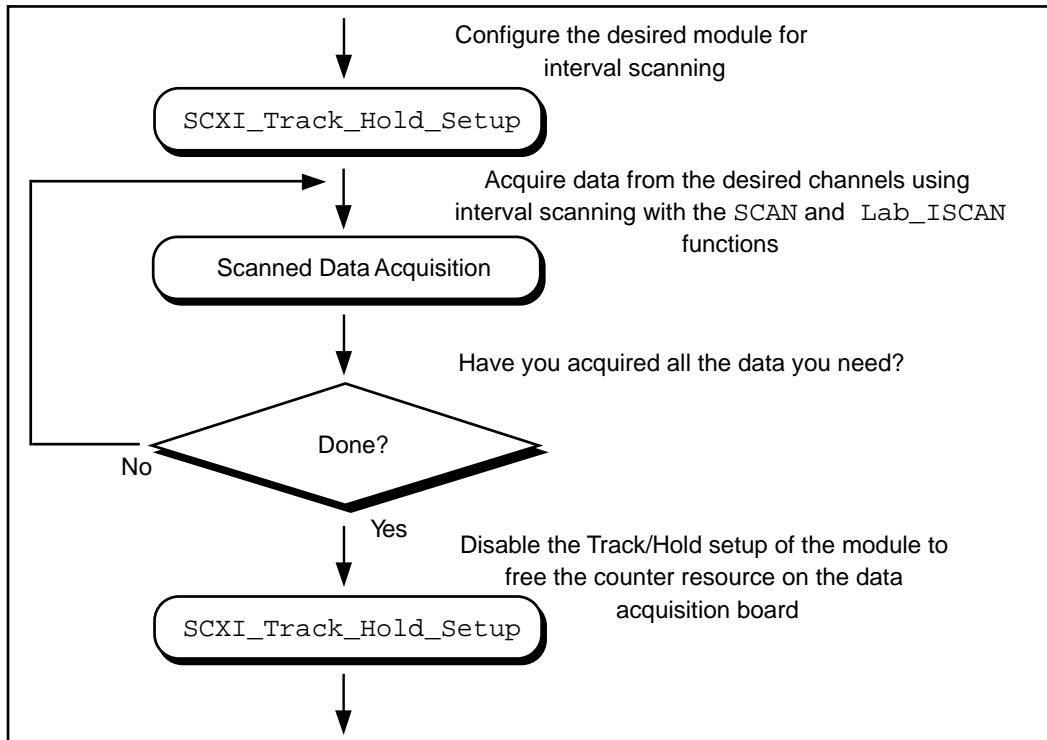 Configure the desired module for
interval scanning
SCXI_Track_Hold_Setup
Acquire data from the desired channels using
interval scanning with the SCAN and Lab_ISCAN
functions
Scanned Data Acquisition
Have you acquired all the data you need?
Done?
No
Yes
Disable the Track/Hold setup of the module to
free the counter resource on the data
acquisition board
SCXI_Track_Hold_Setup